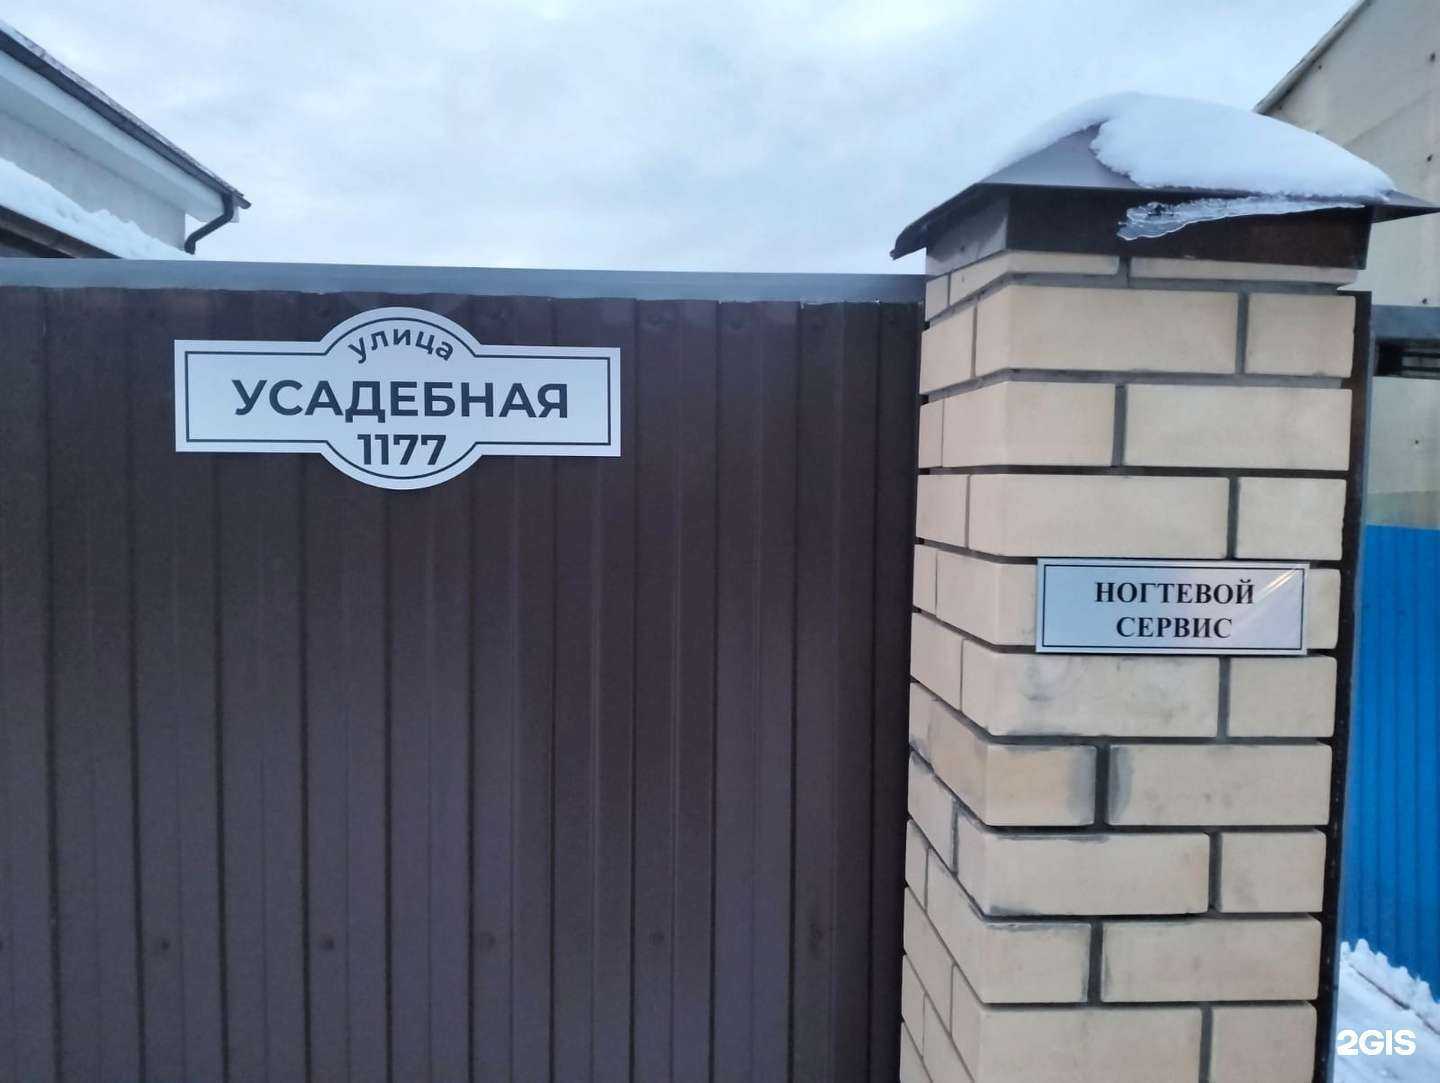 улица
УСАДЕБНАЯ
1177
НОГТЕВОЙ
СЕРВИС
2GIS